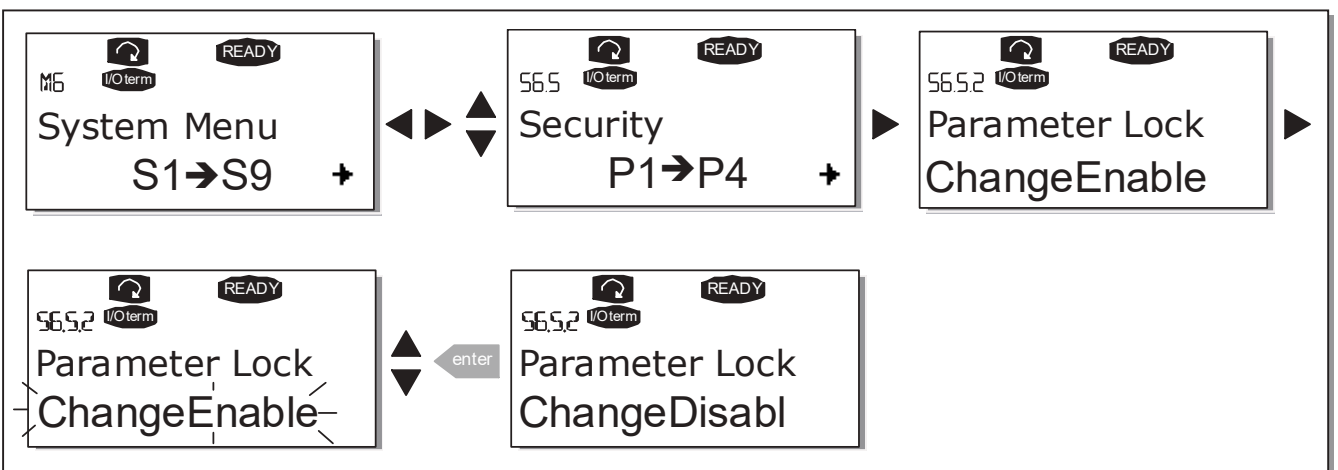 READY
M6 I/O term
System Menu
S1➔S9
READY
S6.5 I/O term
Security
P1➔P4
READY
S6.5.2 I/O term
Parameter Lock
ChangeEnable
READY
S6.5.2 I/O term
Parameter Lock
ChangeEnable
enter
READY
S6.5.2 I/O term
Parameter Lock
ChangeDisabl